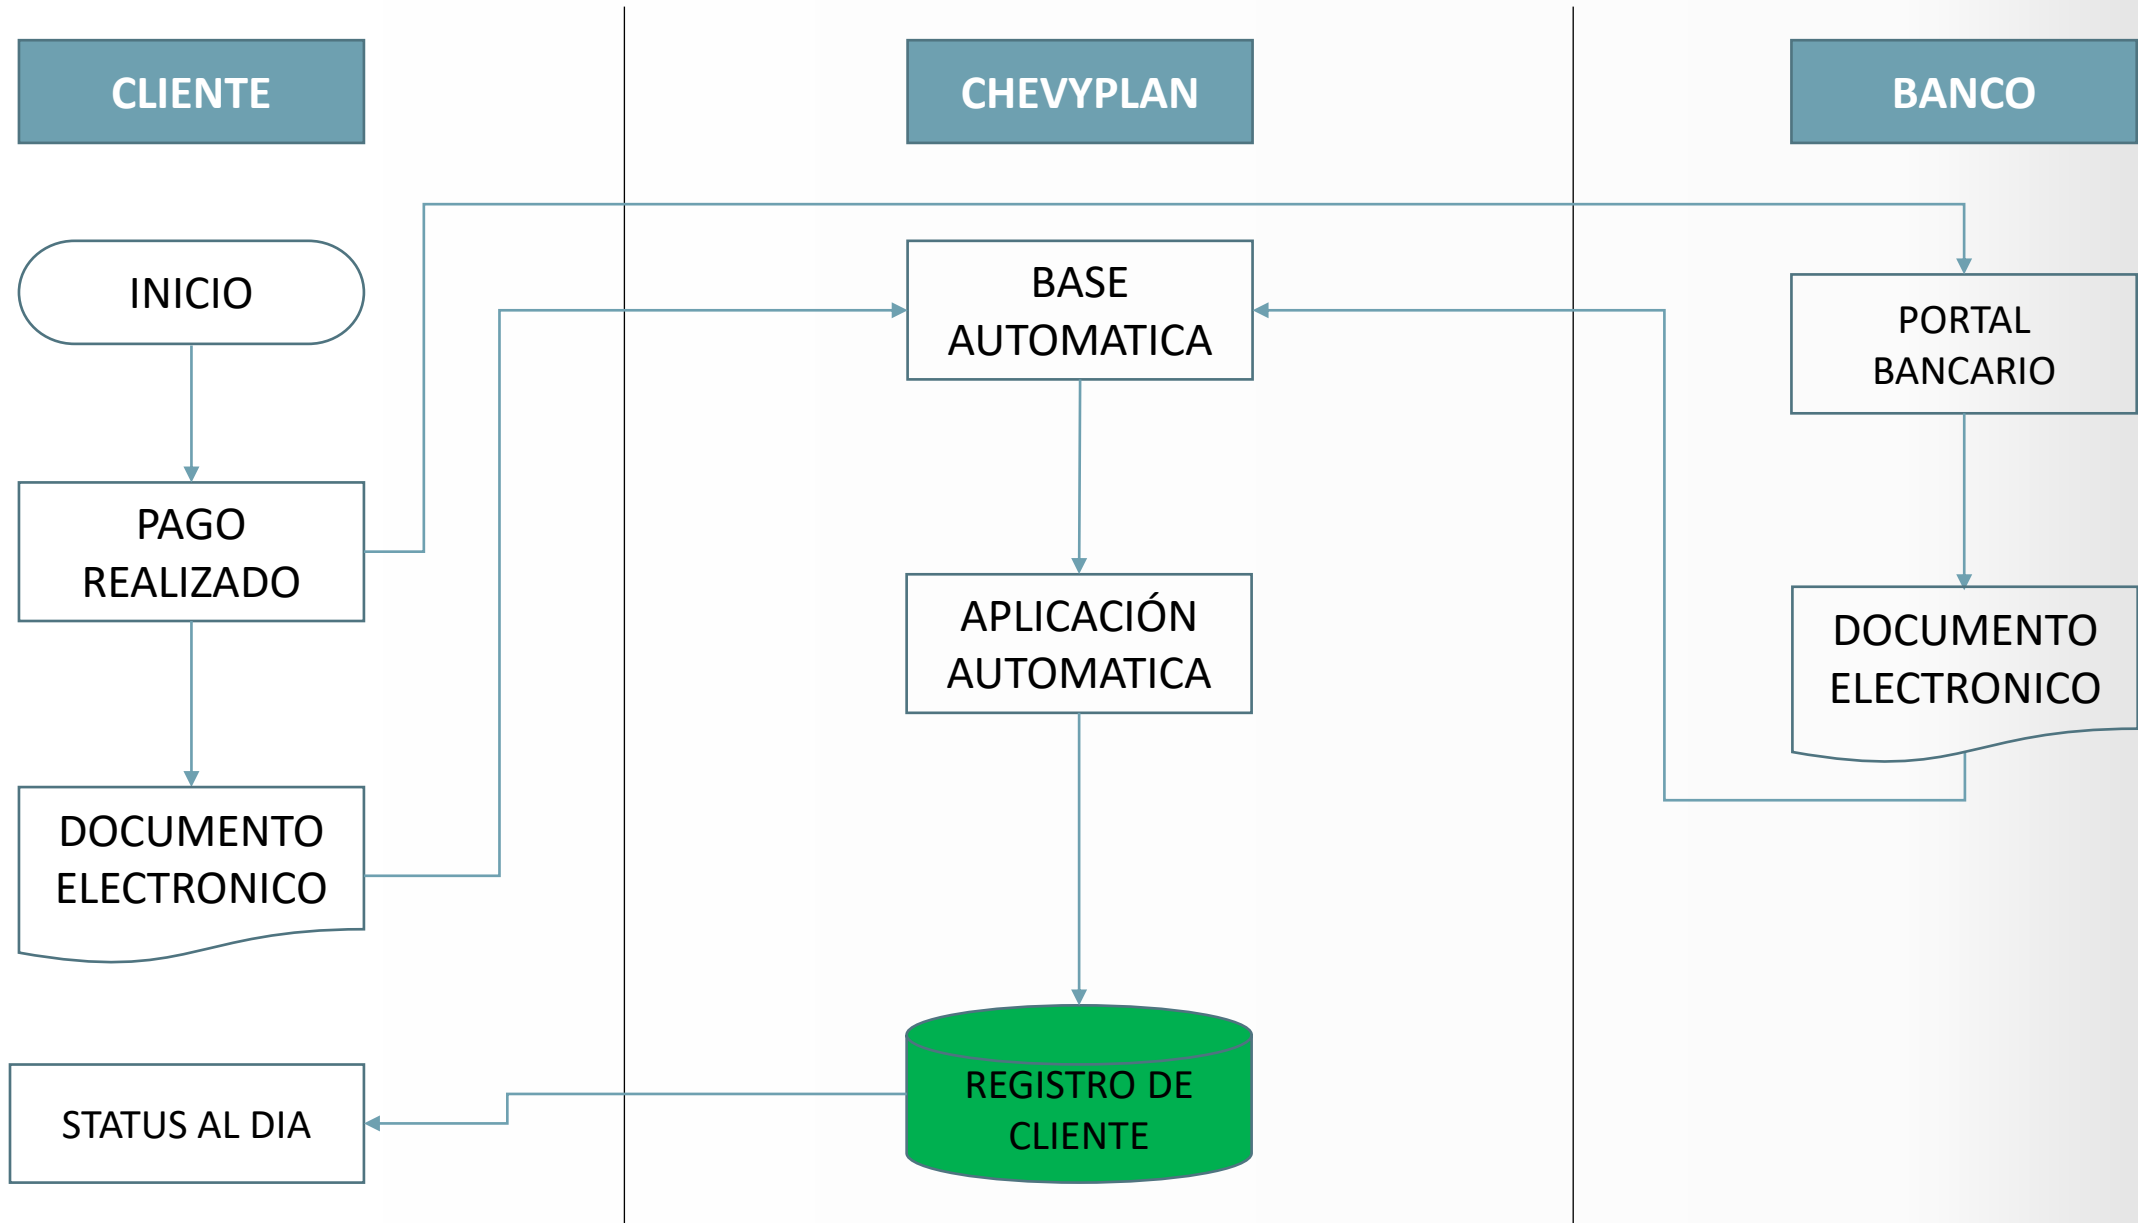 CLIENTE
CHEVYPLAN
BANCO
INICIO
BASE
AUTOMATICA
PORTAL
BANCARIO
PAGO
REALIZADO
APLICACIÓN
AUTOMATICA
DOCUMENTO
ELECTRONICO
DOCUMENTO
ELECTRONICO
STATUS AL DIA
REGISTRO DE
CLIENTE